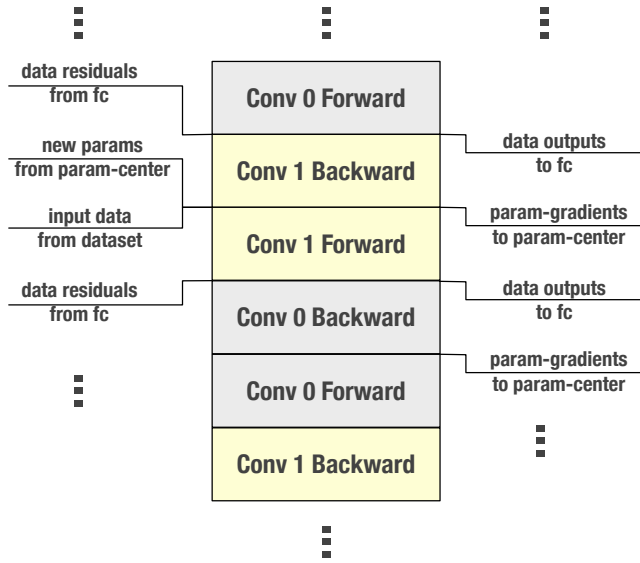 data residuals
from fc
new params
from param-center
input data
from dataset
data residuals
from fc
Conv 0 Forward
Conv 1 Backward
Conv 1 Forward
Conv 0 Backward
Conv 0 Forward
Conv 1 Backward
data outputs
to fc
param-gradients
to param-center
data outputs
to fc
param-gradients
to param-center